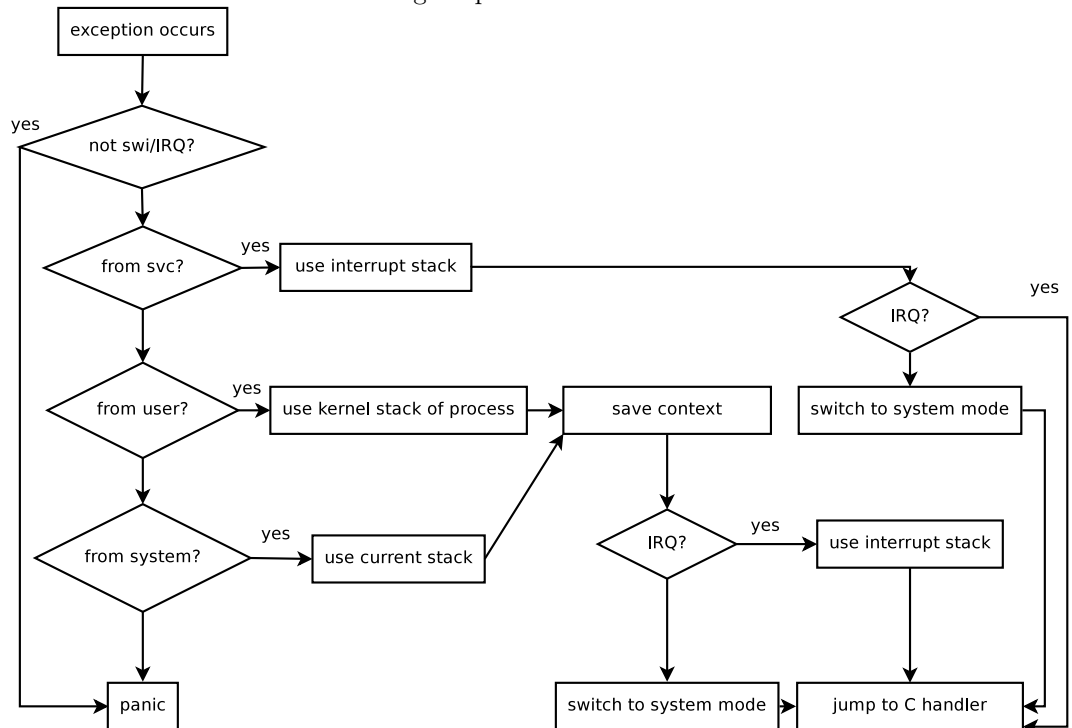 exception occurs
yes
not swi/IRQ?
from svc?
yes
use interrupt stack
IRQ?
yes
from user?
yes
use kernel stack of process
save context
switch to system mode
from system?
yes
use current stack
IRQ?
yes
use interrupt stack
panic
switch to system mode
jump to C handler